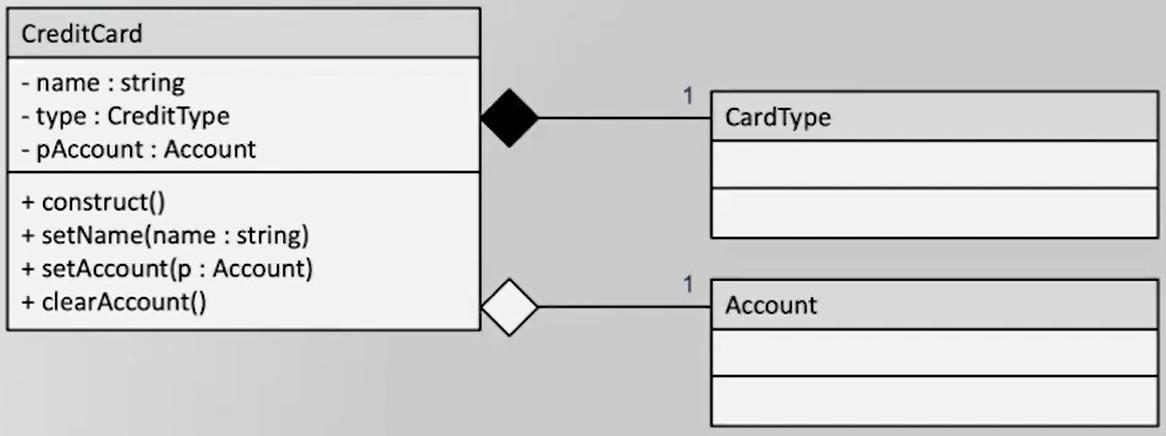 CreditCard
- name : string
- type : CreditType
- pAccount : Account
+ construct()
+ setName(name : string)
+ setAccount(p : Account)
+ clearAccount()
1
CardType
1
Account